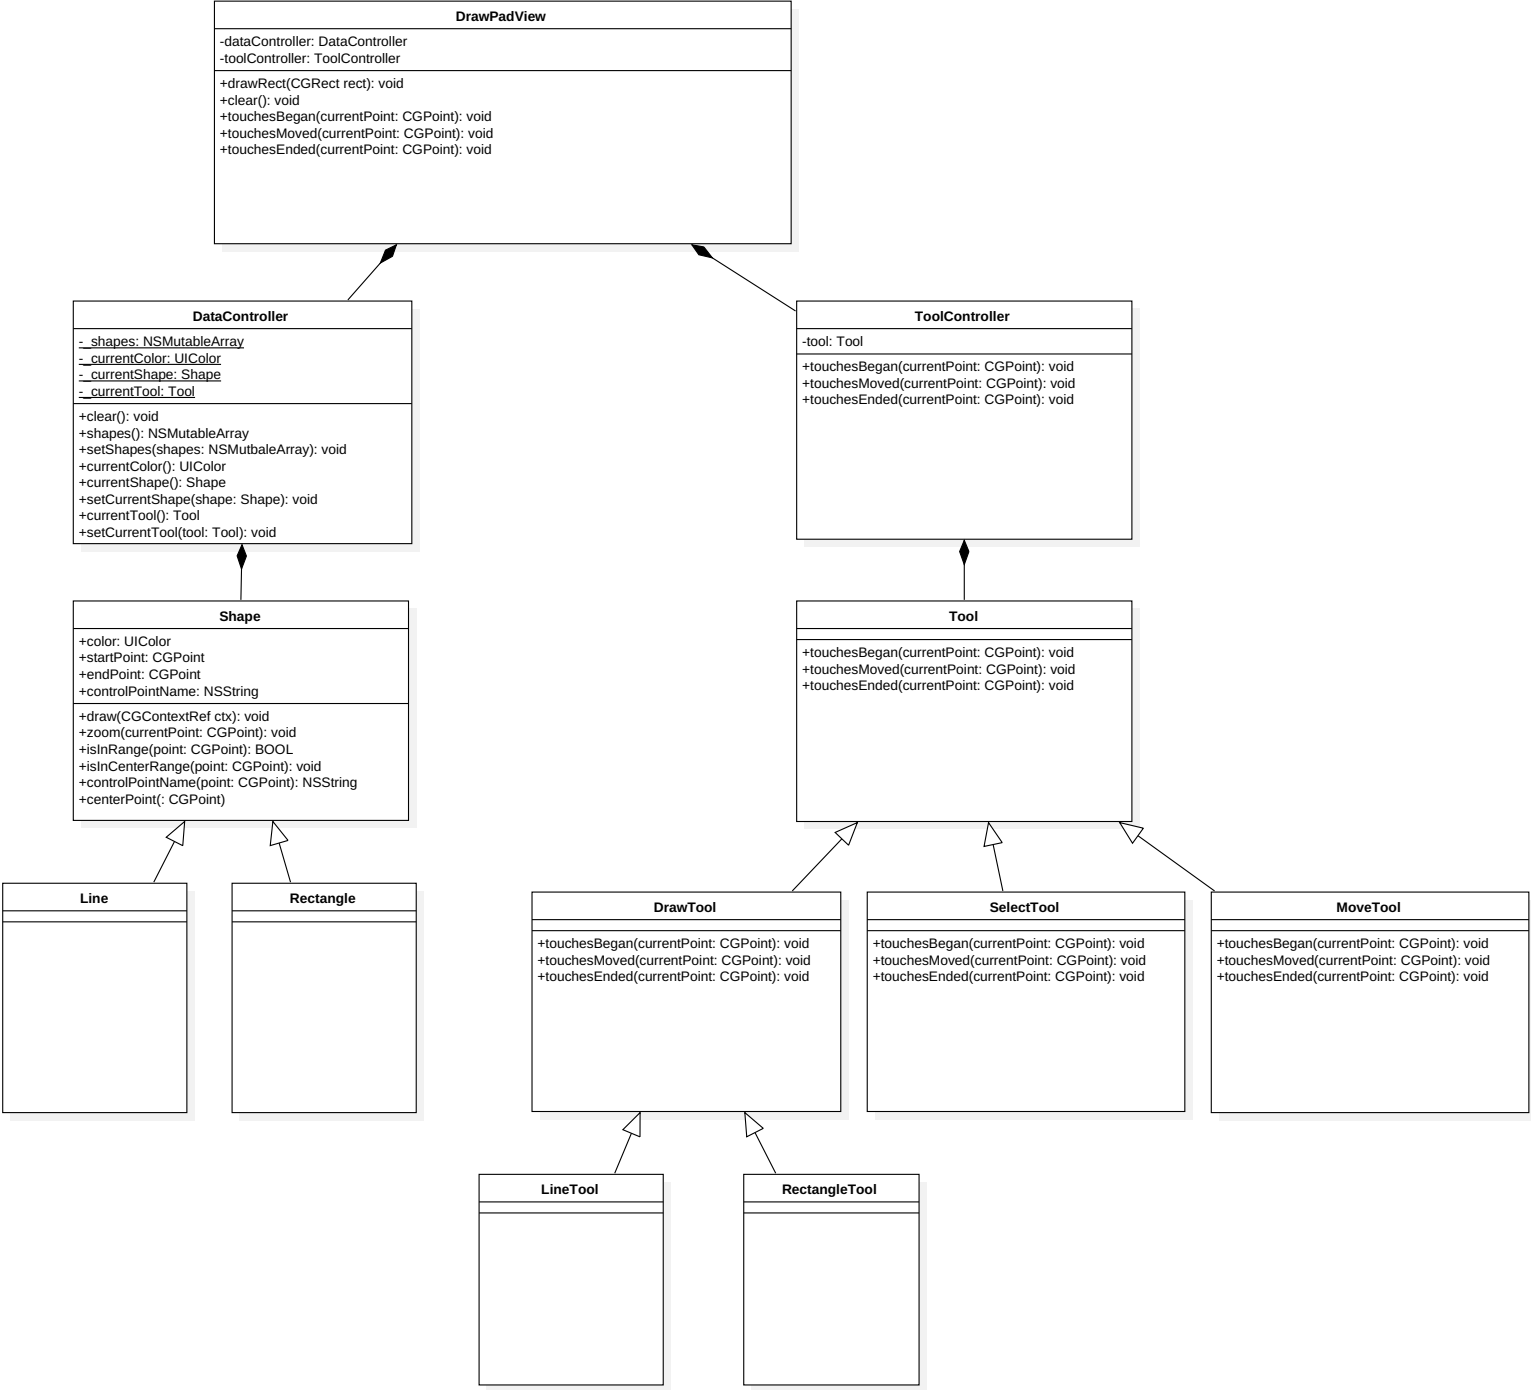 DrawPadView
-dataController: DataController
-toolController: ToolController
+drawRect(CGRect rect): void
+clear(): void
+touchesBegan(currentPoint: CGPoint): void
+touchesMoved(currentPoint: CGPoint): void
+touchesEnded(currentPoint: CGPoint): void
DataController
-_shapes: NSMutableArray
-_currentColor: UIColor
-_currentShape: Shape
-_currentTool: Tool
+clear(): void
+shapes(): NSMutableArray
+setShapes(shapes: NSMutbaleArray): void
+currentColor(): UIColor
+currentShape(): Shape
+setCurrentShape(shape: Shape): void
+currentTool(): Tool
+setCurrentTool(tool: Tool): void
ToolController
-tool: Tool
+touchesBegan(currentPoint: CGPoint): void
+touchesMoved(currentPoint: CGPoint): void
+touchesEnded(currentPoint: CGPoint): void
Shape
+color: UIColor
+startPoint: CGPoint
+endPoint: CGPoint
+controlPointName: NSString
+draw(CGContextRef ctx): void
+zoom(currentPoint: CGPoint): void
+isInRange(point: CGPoint): BOOL
+isInCenterRange(point: CGPoint): void
+controlPointName(point: CGPoint): NSString
+centerPoint(: CGPoint)
Tool
+touchesBegan(currentPoint: CGPoint): void
+touchesMoved(currentPoint: CGPoint): void
+touchesEnded(currentPoint: CGPoint): void
Line
Rectangle
DrawTool
+touchesBegan(currentPoint: CGPoint): void
+touchesMoved(currentPoint: CGPoint): void
+touchesEnded(currentPoint: CGPoint): void
SelectTool
+touchesBegan(currentPoint: CGPoint): void
+touchesMoved(currentPoint: CGPoint): void
+touchesEnded(currentPoint: CGPoint): void
MoveTool
+touchesBegan(currentPoint: CGPoint): void
+touchesMoved(currentPoint: CGPoint): void
+touchesEnded(currentPoint: CGPoint): void
LineTool
RectangleTool